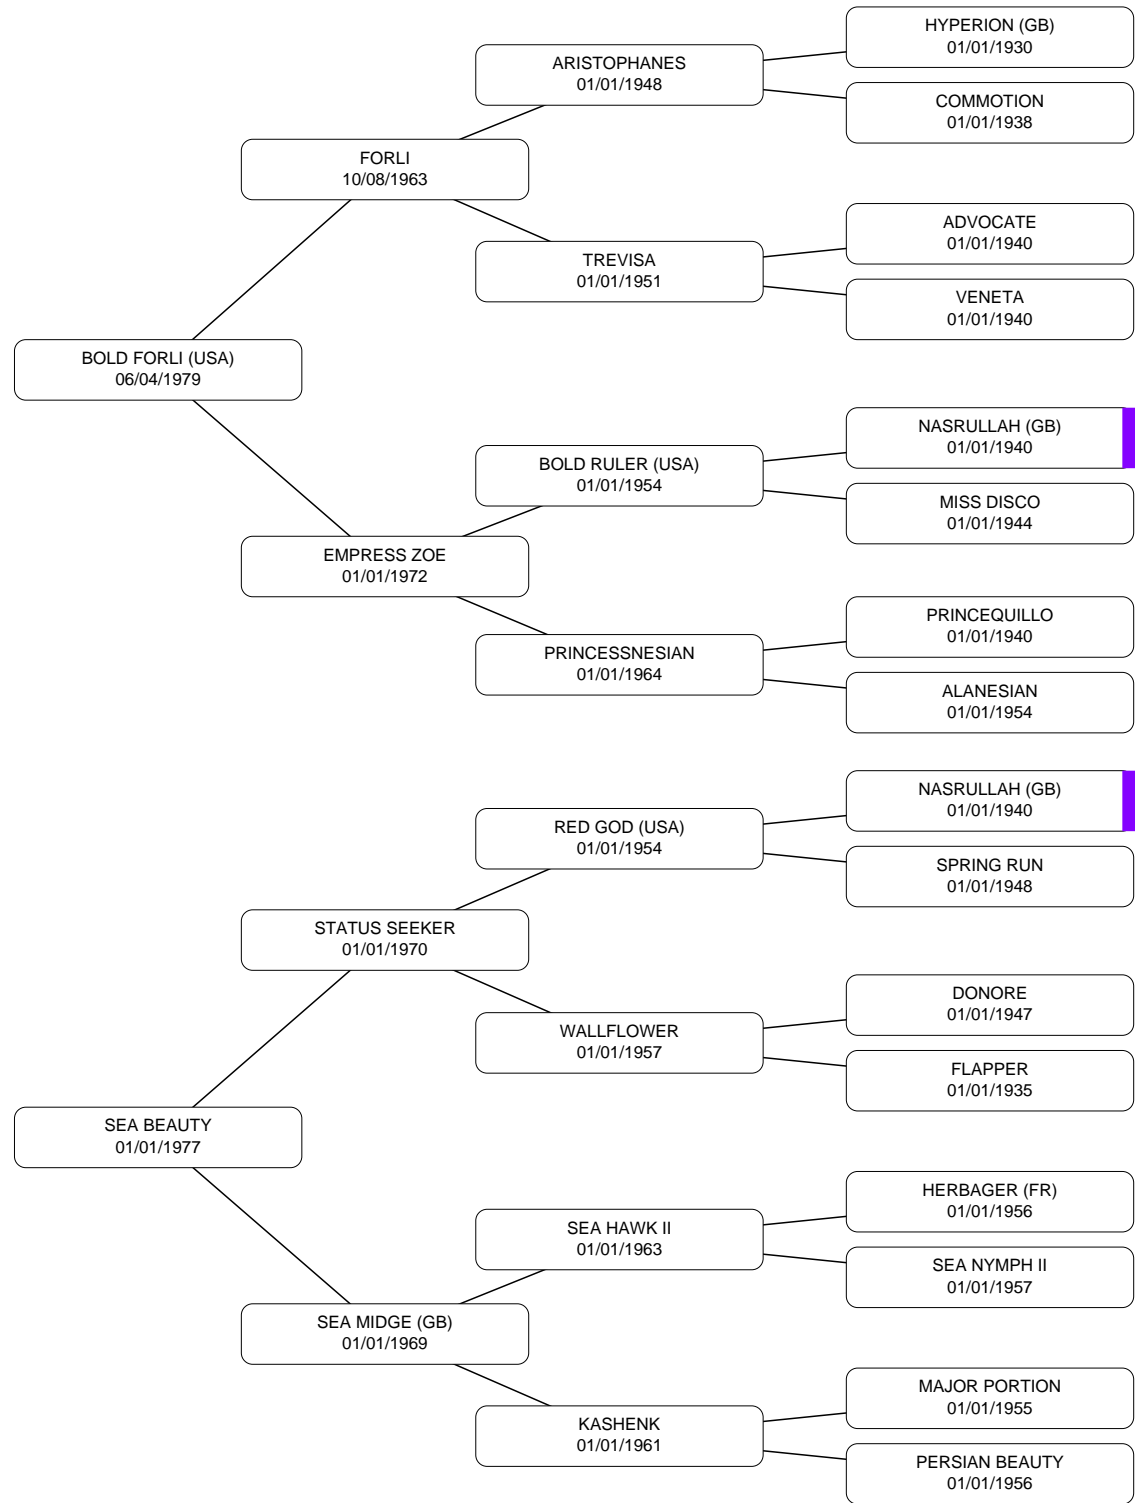 HYPERION (GB)
01/01/1930
ARISTOPHANES
01/01/1948
COMMOTION
01/01/1938
FORLI
10/08/1963
ADVOCATE
01/01/1940
TREVISA
01/01/1951
VENETA
01/01/1940
BOLD FORLI (USA)
06/04/1979
NASRULLAH (GB)
01/01/1940
BOLD RULER (USA)
01/01/1954
MISS DISCO
01/01/1944
EMPRESS ZOE
01/01/1972
PRINCEQUILLO
01/01/1940
PRINCESSNESIAN
01/01/1964
ALANESIAN
01/01/1954
NASRULLAH (GB)
01/01/1940
RED GOD (USA)
01/01/1954
SPRING RUN
01/01/1948
STATUS SEEKER
01/01/1970
DONORE
01/01/1947
WALLFLOWER
01/01/1957
FLAPPER
01/01/1935
SEA BEAUTY
01/01/1977
HERBAGER (FR)
01/01/1956
SEA HAWK II
01/01/1963
SEA NYMPH II
01/01/1957
SEA MIDGE (GB)
01/01/1969
MAJOR PORTION
01/01/1955
KASHENK
01/01/1961
PERSIAN BEAUTY
01/01/1956